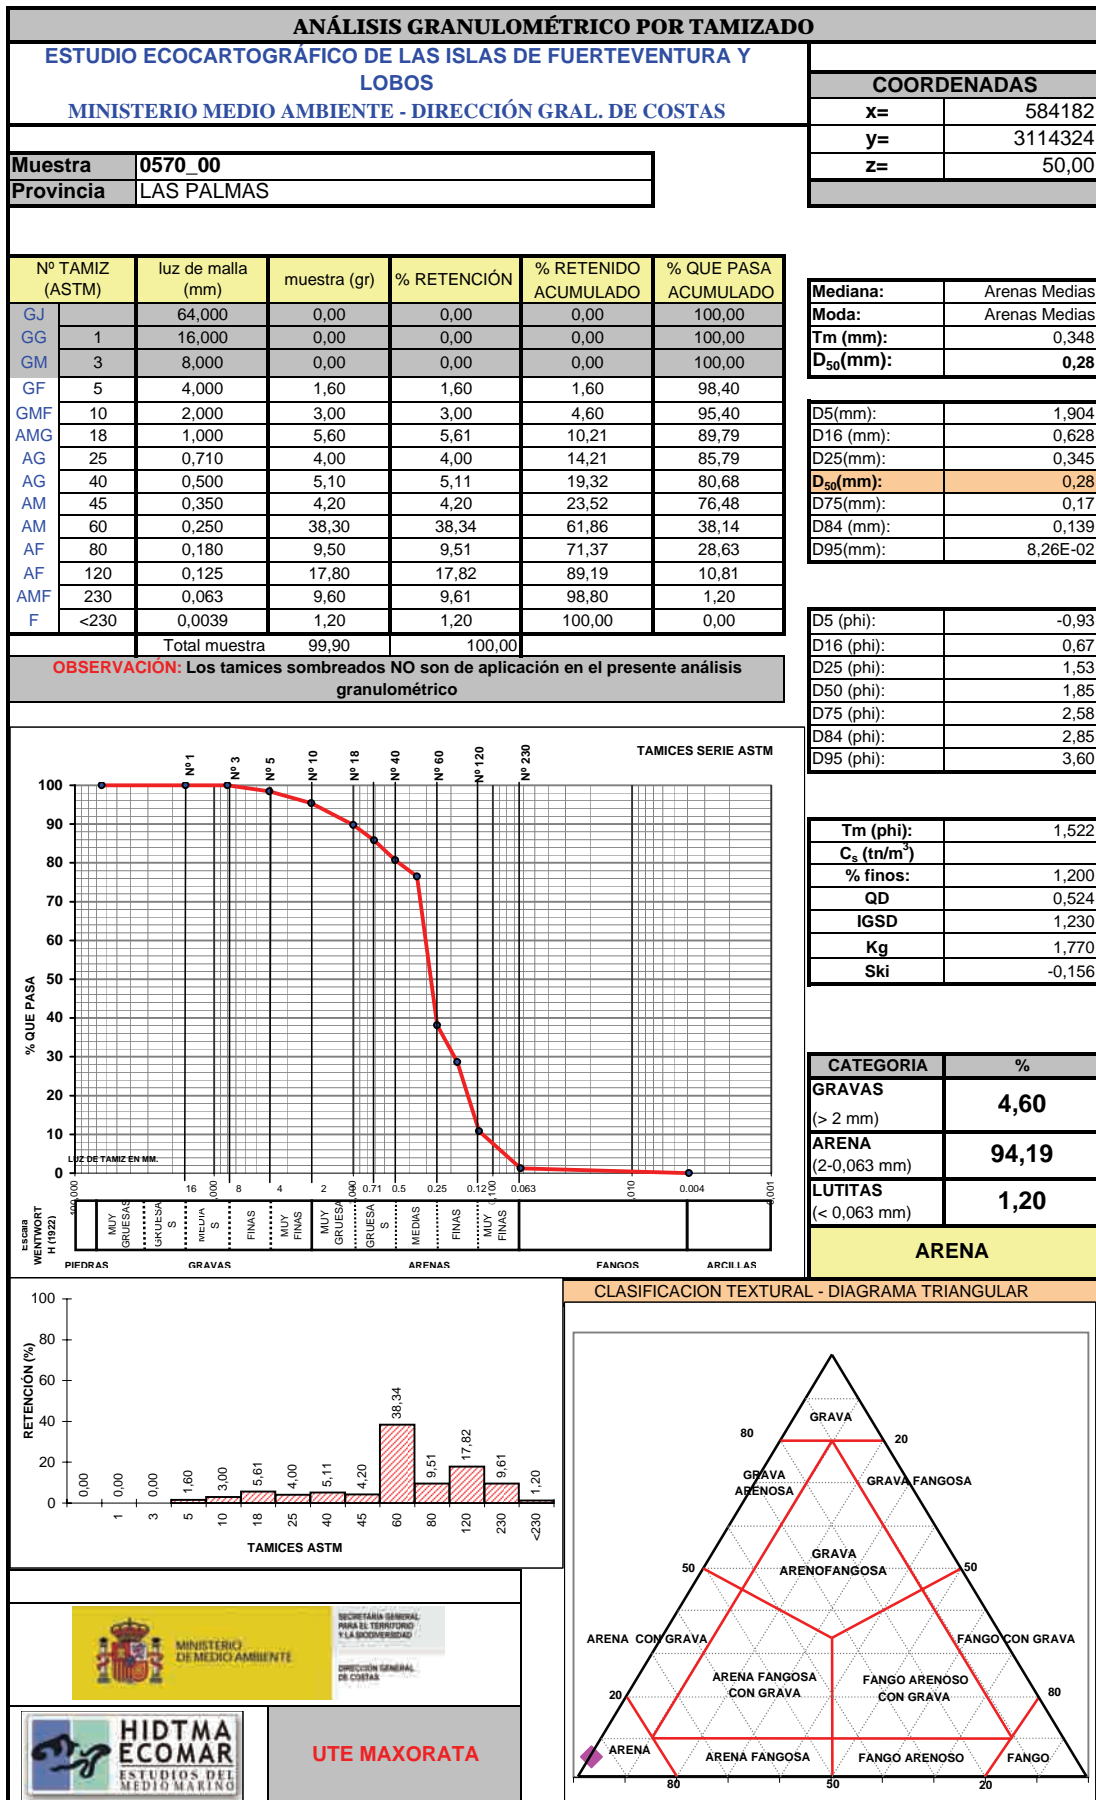 ANÁLISIS GRANULOMÉTRICO POR TAMIZADO
ESTUDIO ECOCARTOGRÁFICO DE LAS ISLAS DE FUERTEVENTURA Y
LOBOS
MINISTERIO MEDIO AMBIENTE - DIRECCIÓN GRAL. DE COSTAS
COORDENADAS
x= 584182
y= 3114324
z= 50,00
Muestra 0570_00
Provincia LAS PALMAS
Nº TAMIZ (ASTM) luz de malla (mm) muestra (gr) % RETENCIÓN % RETENIDO ACUMULADO % QUE PASA ACUMULADO
GJ 64,000 0,00 0,00 0,00 100,00
GG 1 16,000 0,00 0,00 0,00 100,00
GM 3 8,000 0,00 0,00 0,00 100,00
GF 5 4,000 1,60 1,60 1,60 98,40
GMF 10 2,000 3,00 3,00 4,60 95,40
AMG 18 1,000 5,60 5,61 10,21 89,79
AG 25 0,710 4,00 4,00 14,21 85,79
AG 40 0,500 5,10 5,11 19,32 80,68
AM 45 0,350 4,20 4,20 23,52 76,48
AM 60 0,250 38,30 38,34 61,86 38,14
AF 80 0,180 9,50 9,51 71,37 28,63
AF 120 0,125 17,80 17,82 89,19 10,81
AMF 230 0,063 9,60 9,61 98,80 1,20
F <230 0,0039 1,20 1,20 100,00 0,00
Total muestra 99,90 100,00
OBSERVACIÓN: Los tamices sombreados NO son de aplicación en el presente análisis
granulométrico
Mediana: Arenas Medias
Moda: Arenas Medias
Tm (mm): 0,348
D50(mm): 0,28
D5(mm): 1,904
D16 (mm): 0,628
D25(mm): 0,345
D50(mm): 0,28
D75(mm): 0,17
D84 (mm): 0,139
D95(mm): 8,26E-02
D5 (phi): -0,93
D16 (phi): 0,67
D25 (phi): 1,53
D50 (phi): 1,85
D75 (phi): 2,58
D84 (phi): 2,85
D95 (phi): 3,60
Tm (phi): 1,522
Cs (tn/m3)
% finos: 1,200
QD 0,524
IGSD 1,230
Kg 1,770
Ski -0,156
CATEGORIA %
GRAVAS (> 2 mm) 4,60
ARENA (2-0,063 mm) 94,19
LUTITAS (< 0,063 mm) 1,20
ARENA
TAMICES SERIE ASTM
Nº 1 Nº 3 Nº 5 Nº 10 Nº 18 Nº 40 Nº 60 Nº 120 Nº 230
% QUE PASA
100
90
80
70
60
50
40
30
20
10
0
LUZ DE TAMIZ EN MM.
16 8 4 2 1 0.71 0.5 0.25 0.12 0.063 0.004
Escala WENTWORTH (1922)
MUY GRUESAS GRUESAS MEDIAS FINAS MUY FINAS MUY GRUESA GRUESAS MEDIAS FINAS MUY FINAS
PIEDRAS GRAVAS ARENAS FANGOS ARCILLAS
RETENCIÓN (%)
100
80
60
40
20
0
0,00 0,00 0,00 1,60 3,00 5,61 4,00 5,11 4,20 38,34 9,51 17,82 9,61 1,20
1 3 5 10 18 25 40 45 60 80 120 230 <230
TAMICES ASTM
CLASIFICACION TEXTURAL - DIAGRAMA TRIANGULAR
GRAVA
80 20
GRAVA ARENOSA
GRAVA FANGOSA
GRAVA ARENOFANGOSA
50 50
ARENA CON GRAVA
FANGO CON GRAVA
ARENA FANGOSA CON GRAVA
FANGO ARENOSO CON GRAVA
20 80
ARENA
ARENA FANGOSA
FANGO ARENOSO
FANGO
80 50 20
MINISTERIO
DE MEDIO AMBIENTE
SECRETARÍA GENERAL
PARA EL TERRITORIO
Y LA BIODIVERSIDAD
DIRECCIÓN GENERAL
DE COSTAS
HIDTMA
ECOMAR
ESTUDIOS DEL
MEDIO MARINO
UTE MAXORATA